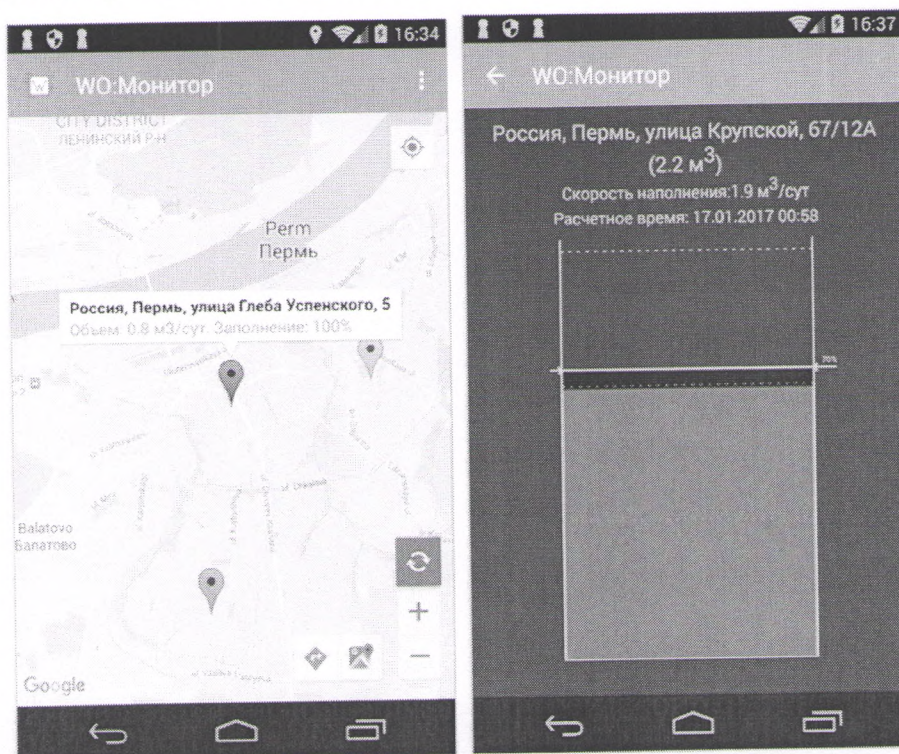 16:34
WO:Монитор
CITY DISTRICT
ЛЕНИНСКИЙ Р-Н
Perm
Пермь
Россия, Пермь, улица Глеба Успенского, 5
Объем: 0.8 м3/сут. Заполнение: 100%
Balatovo
Балатово
Google
16:37
WO:Монитор
Россия, Пермь, улица Крупской, 67/12А
(2.2 м³)
Скорость наполнения:1.9 м³/сут
Расчетное время: 17.01.2017 00:58
70%